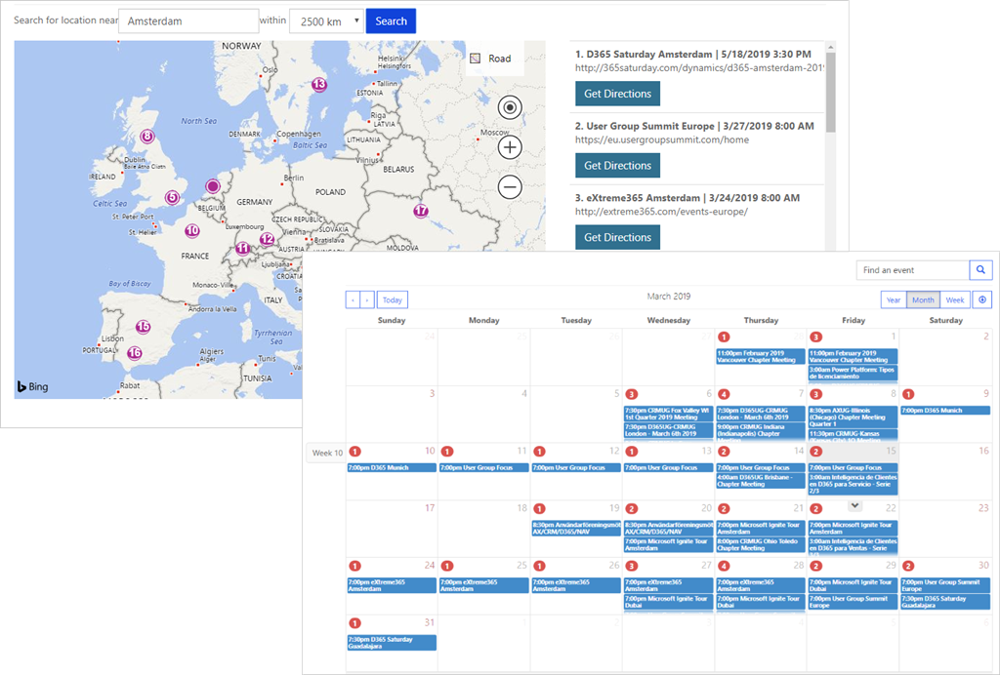 Search for location near Amsterdam within 2500 km Search
NORWAY
Oslo
Helsinki
Helsingfors
Tallinn
ESTONIA
Road
13
North Sea
Riga
LATVIA
8
DENMARK
Copenhagen
Baltic Sea
LITHUANIA
Moscow
Vilnius
Dublin
Baile Átha Cliath
IRELAND
Berlin
BELARUS
POLAND
Celtic Sea
5
BELGIUM
GERMANY
17
St. Peter Port
St-Helier
Luxembourg
CZECH REPUBLIC
10
12
11
Vienna
SLOVAKIA
Bratislava
AUSTRIA
MOLDOVA
FRANCE
Ljubljana
CROATIA
Bay of Biscay
Monaco-Ville
ITALY
Andorra la Vella
15
Tyrrhenian
Sea
Lisbon
PORTUGAL
16
Algiers
Alger
Tunis
TUNISIA
Rabat
Bing
1. D365 Saturday Amsterdam | 5/18/2019 3:30 PM
http://365saturday.com/dynamics/d365-amsterdam-2019
Get Directions
2. User Group Summit Europe | 3/27/2019 8:00 AM
https://eu.usergroupsummit.com/home
Get Directions
3. eXtreme365 Amsterdam | 3/24/2019 8:00 AM
http://extreme365.com/events-europe/
Get Directions
Find an event
Today
March 2019
Year Month Week
Sunday Monday Tuesday Wednesday Thursday Friday Saturday
1 3 1 2
11:00pm February 2019
Vancouver Chapter Meeting
11:00pm February 2019
Vancouver Chapter Meeting
3:00am Power Platform: Tipos
de licenciamiento
3 4 5 3 6 4 7 3 8 1 9
7:30pm CRMUG Fox Valley WI
1st Quarter 2019 Meeting
7:30pm D365UG-CRMUG
London - March 6th 2019
7:30pm D365UG-CRMUG
London - March 6th 2019
9:00pm CRMUG Indiana
(Indianapolis) Chapter
8:30pm AXUG-Illinois
(Chicago) Chapter Meeting
Quarter 1
11:30pm CRMUG-Kansas
7:00pm D365 Munich
Week 10
1 10 1 11 1 12 1 13 2 14 2 15 16
7:00pm D365 Munich
7:00pm User Group Focus
7:00pm User Group Focus
7:00pm User Group Focus
7:00pm User Group Focus
4:00am D365UG Brisbane -
Chapter Meeting
7:00pm User Group Focus
3:00am Inteligencia de Clientes
en D365 para Servicio - Serie
2/3
17 18 1 19 2 20 2 21 2 22 23
8:30pm Användarföreningsmöt
AX/CRM/D365/NAV
8:30pm Användarföreningsmöt
AX/CRM/D365/NAV
7:00pm Microsoft Ignite Tour
Amsterdam
7:00pm Microsoft Ignite Tour
Amsterdam
8:00pm CRMUG Ohio Toledo
Chapter Meeting
7:00pm Microsoft Ignite Tour
Amsterdam
3:00am Inteligencia de Clientes
en D365 para Ventas - Serie
1 24 1 25 1 26 3 27 4 28 2 29 2 30
7:00pm eXtreme365
Amsterdam
7:00pm eXtreme365
Amsterdam
7:00pm eXtreme365
Amsterdam
7:00pm eXtreme365
Amsterdam
7:00pm Microsoft Ignite Tour
Dubai
7:00pm eXtreme365
Amsterdam
7:00pm Microsoft Ignite Tour
Dubai
7:00pm Microsoft Ignite Tour
Dubai
7:00pm User Group Summit
Europe
7:00pm User Group Summit
Europe
7:30pm D365 Saturday
Guadalajara
1 31
7:30pm D365 Saturday
Guadalajara